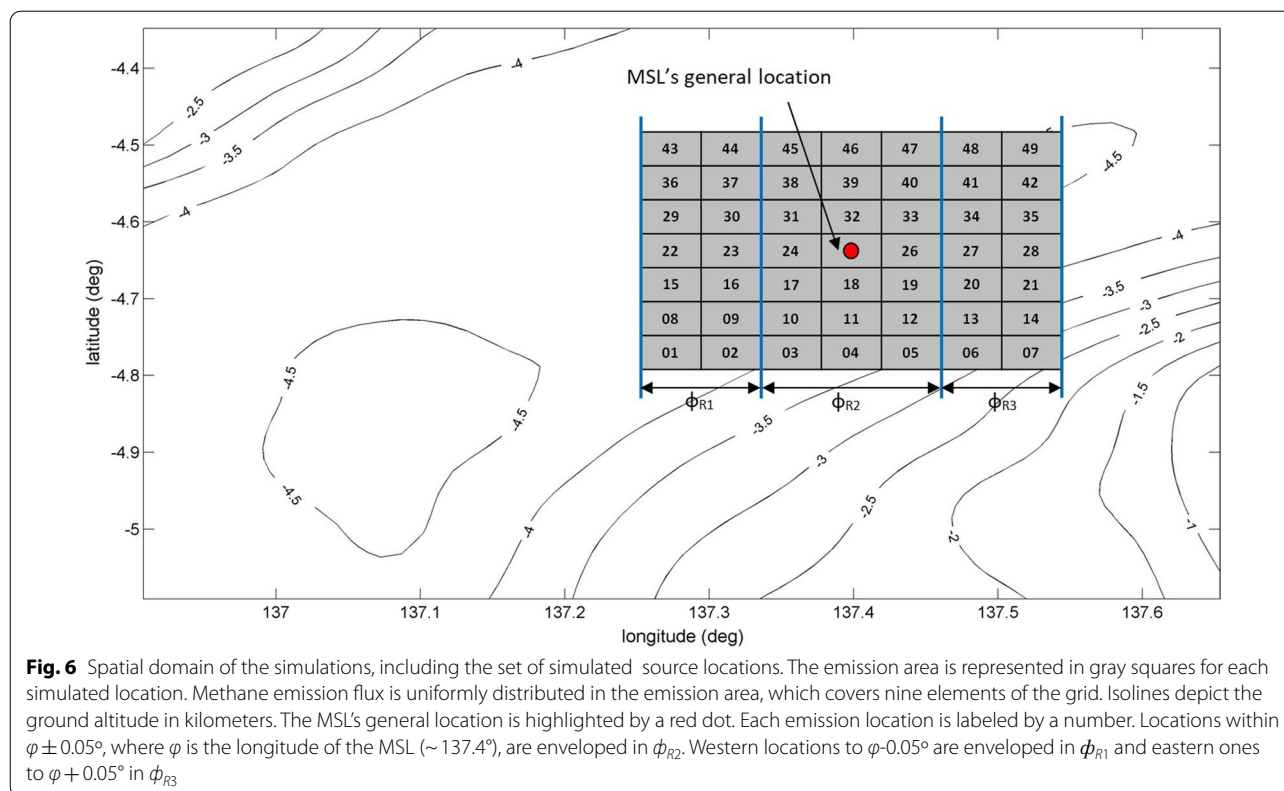 MSL's general location
-4.4
-4.5
-4.6
-4.7
-4.8
-4.9
-5
latitude (deg)
-2.5
-3
-3.5
-4
-4
-4.5
-4.5
-4.5
-4.5
43 44 45 46 47 48 49
36 37 38 39 40 41 42
29 30 31 32 33 34 35
22 23 24 26 27 28
15 16 17 18 19 20 21
08 09 10 11 12 13 14
01 02 03 04 05 06 07
ϕR1 ϕR2 ϕR3
-4
-3.5
-3
-2.5
-2
-1.5
-1
-4
-3.5
-3
-2.5
-2
137 137.1 137.2 137.3 137.4 137.5 137.6
longitude (deg)
Fig. 6 Spatial domain of the simulations, including the set of simulated source locations. The emission area is represented in gray squares for each
simulated location. Methane emission flux is uniformly distributed in the emission area, which covers nine elements of the grid. Isolines depict the
ground altitude in kilometers. The MSL's general location is highlighted by a red dot. Each emission location is labeled by a number. Locations within
φ ± 0.05º, where φ is the longitude of the MSL (~ 137.4°), are enveloped in ϕR2. Western locations to φ-0.05º are enveloped in ϕR1 and eastern ones
to φ + 0.05° in ϕR3